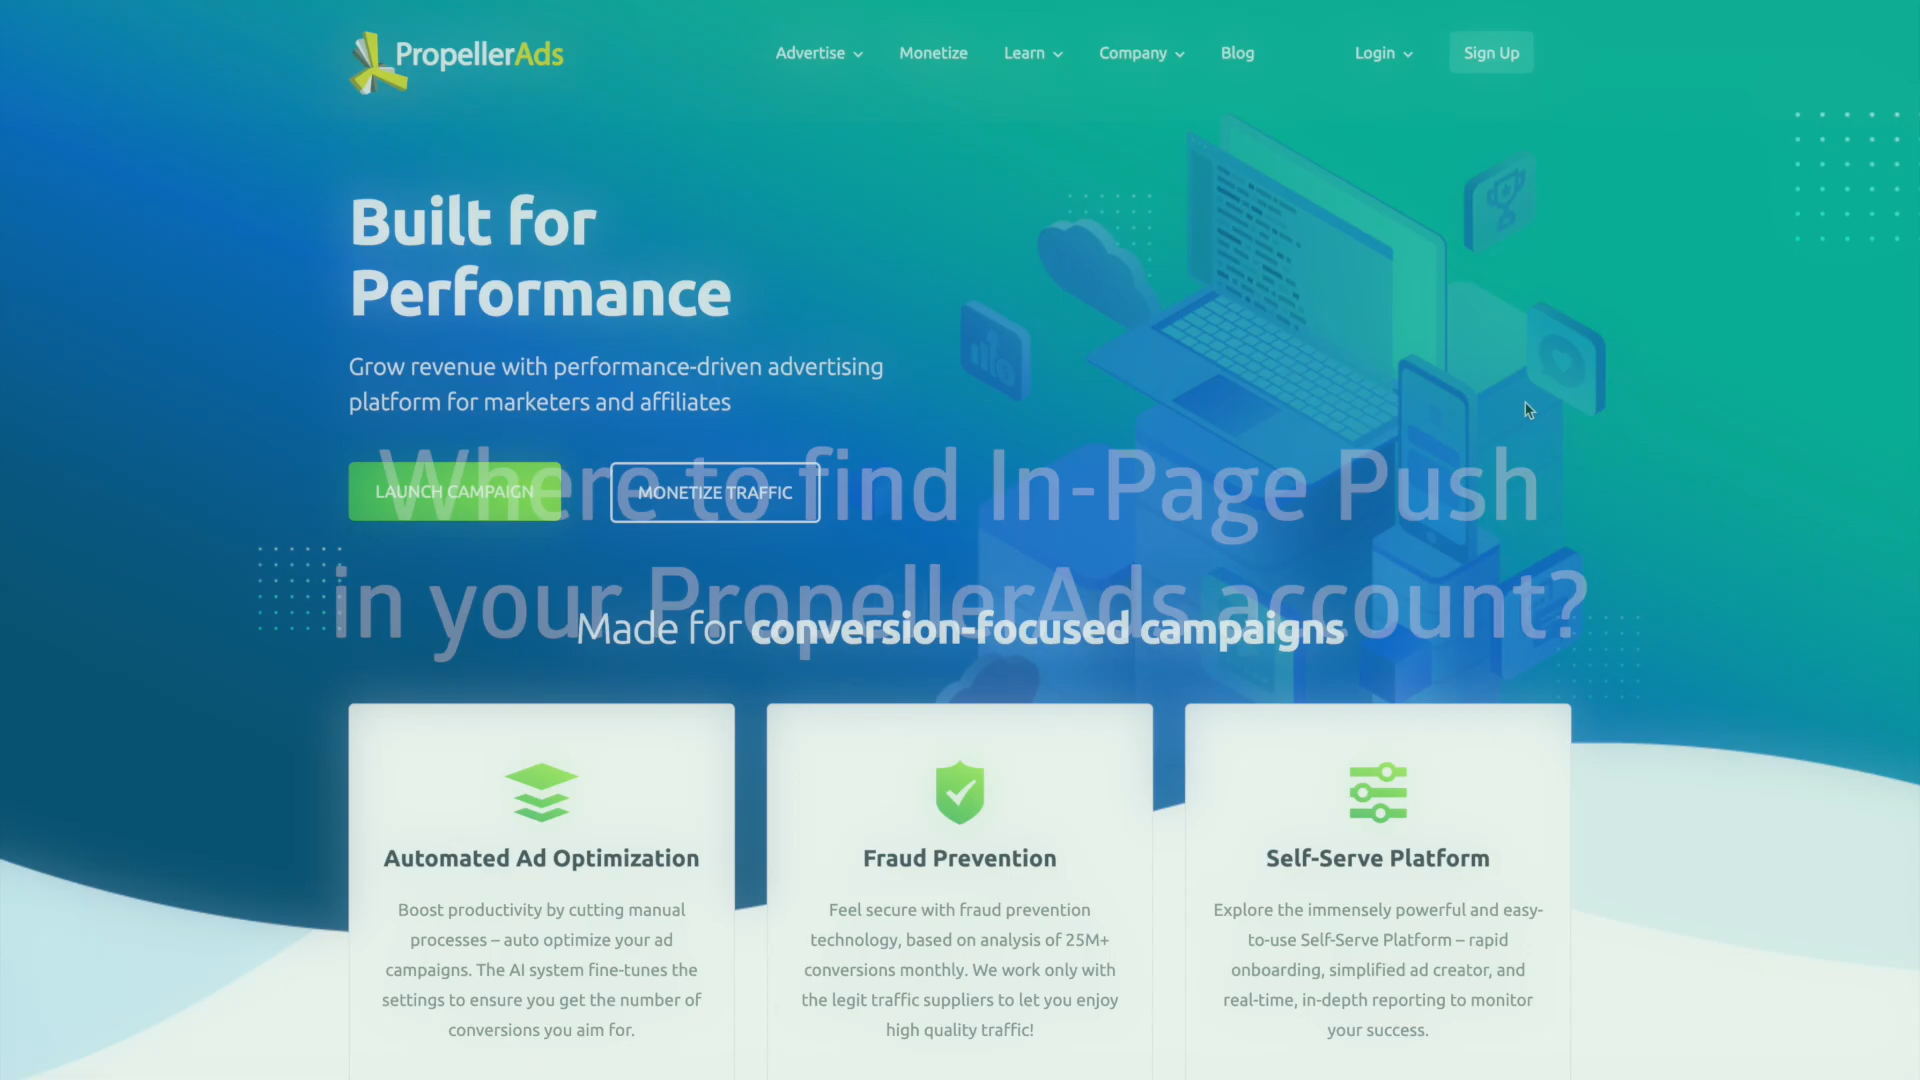 PropellerAds
Advertise
Monetize
Learn
Company
Blog
Login
Sign Up
Built for
Performance
Grow revenue with performance-driven advertising
platform for marketers and affiliates
LAUNCH CAMPAIGN
MONETIZE TRAFFIC
Where to find In-Page Push
in your PropellerAds account?
Made for conversion-focused campaigns
Automated Ad Optimization
Boost productivity by cutting manual
processes – auto optimize your ad
campaigns. The AI system fine-tunes the
settings to ensure you get the number of
conversions you aim for.
Fraud Prevention
Feel secure with fraud prevention
technology, based on analysis of 25M+
conversions monthly. We work only with
the legit traffic suppliers to let you enjoy
high quality traffic!
Self-Serve Platform
Explore the immensely powerful and easy-
to-use Self-Serve Platform – rapid
onboarding, simplified ad creator, and
real-time, in-depth reporting to monitor
your success.